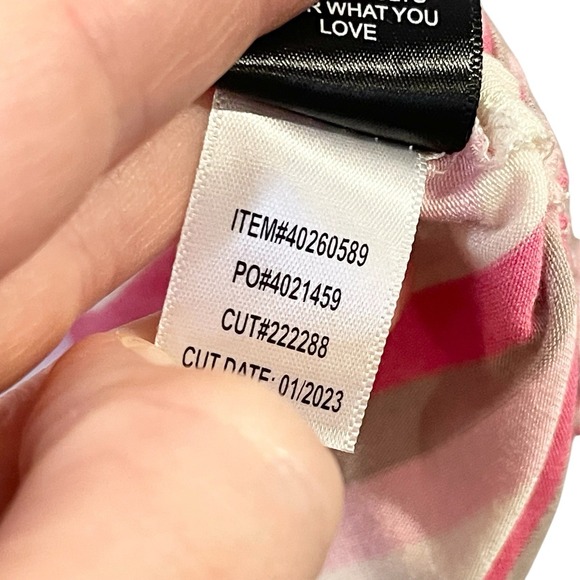 WHAT YOU
LOVE
ITEM#40260589
PO#4021459
CUT#222288
CUT DATE: 01/2023